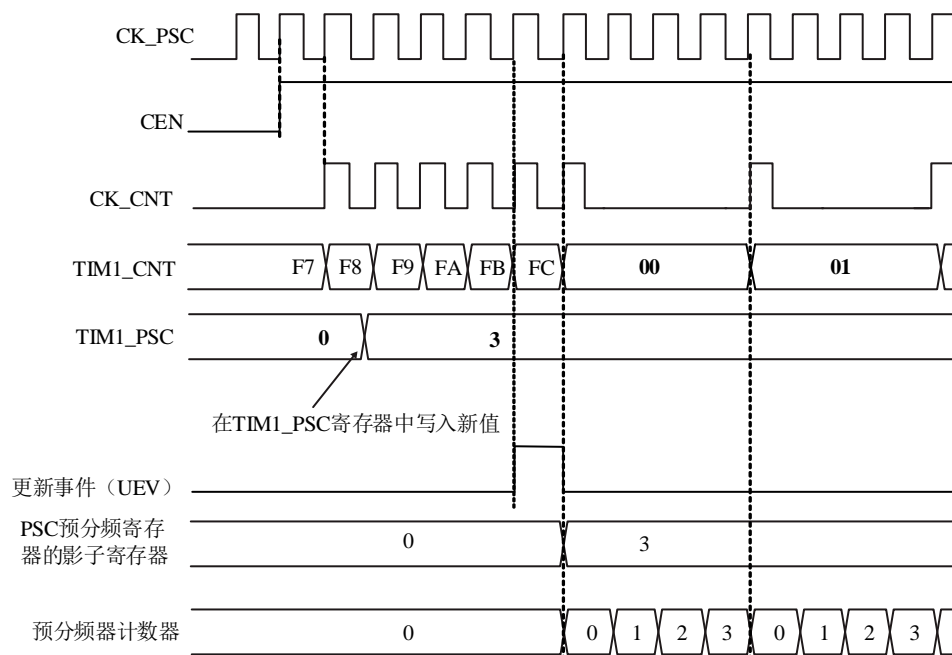 CK_PSC
CEN
CK_CNT
TIM1_CNT F7 F8 F9 FA FB FC 00 01
TIM1_PSC 0 3
在TIM1_PSC寄存器中写入新值
更新事件（UEV）
PSC预分频寄存
器的影子寄存器
0 3
预分频器计数器 0 0 1 2 3 0 1 2 3